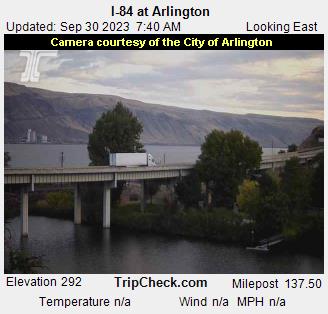 I-84 at Arlington
Updated: Sep 30 2023 7:40 AM Looking East
Camera courtesy of the City of Arlington
Elevation 292 TripCheck.com Milepost 137.50
Temperature n/a Wind n/a MPH n/a